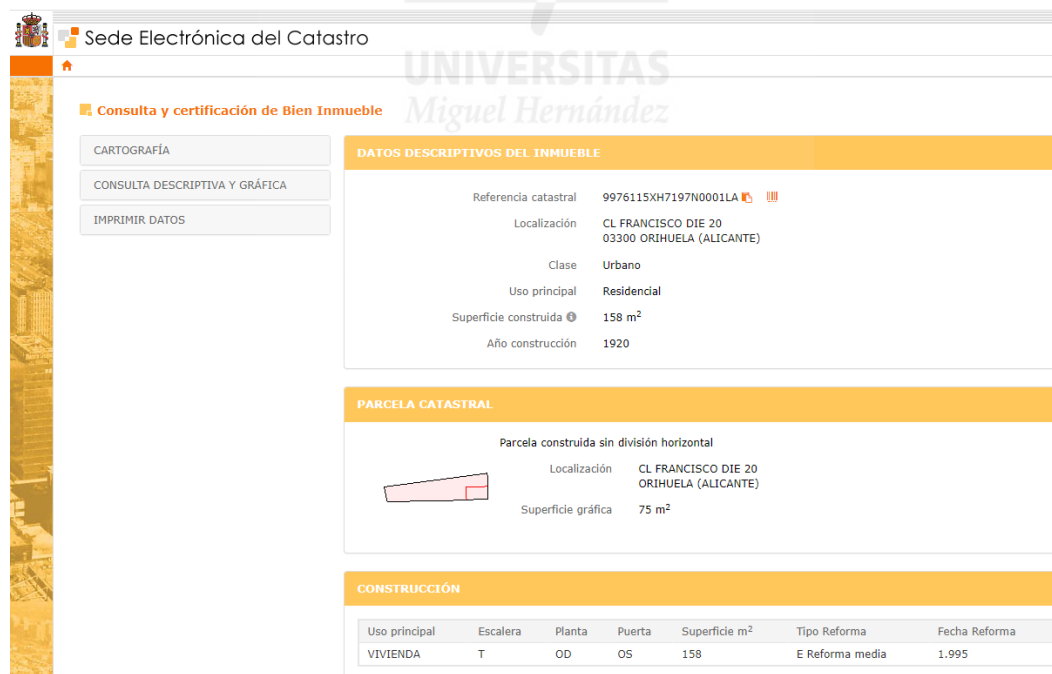 UNIVERSITAS
Miguel Hernández
Sede Electrónica del Catastro
Consulta y certificación de Bien Inmueble
CARTOGRAFÍA
CONSULTA DESCRIPTIVA Y GRÁFICA
IMPRIMIR DATOS
DATOS DESCRIPTIVOS DEL INMUEBLE
Referencia catastral 9976115XH7197N0001LA
Localización CL FRANCISCO DIE 20
03300 ORIHUELA (ALICANTE)
Clase Urbano
Uso principal Residencial
Superficie construida 158 m²
Año construcción 1920
PARCELA CATASTRAL
Parcela construida sin división horizontal
Localización CL FRANCISCO DIE 20
ORIHUELA (ALICANTE)
Superficie gráfica 75 m²
CONSTRUCCIÓN
Uso principal Escalera Planta Puerta Superficie m² Tipo Reforma Fecha Reforma
VIVIENDA T OD OS 158 E Reforma media 1.995